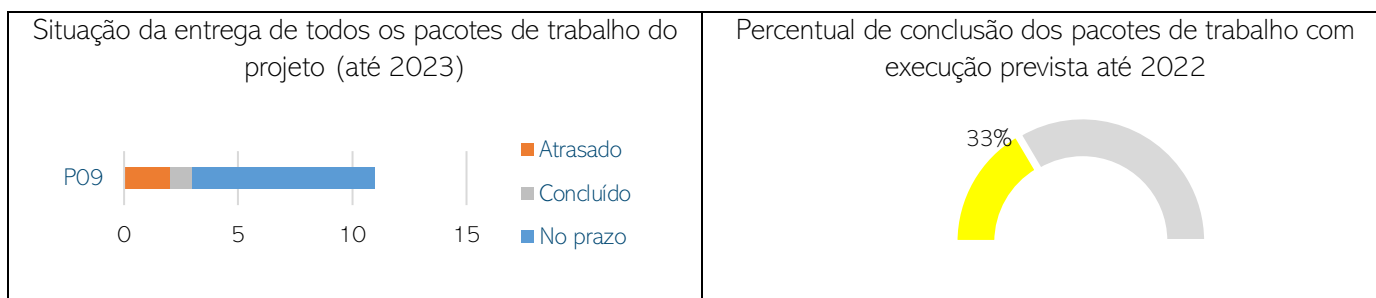 Situação da entrega de todos os pacotes de trabalho do
projeto (até 2023)
P09
0
5
10
15
Atrasado
Concluído
No prazo
Percentual de conclusão dos pacotes de trabalho com
execução prevista até 2022
33%